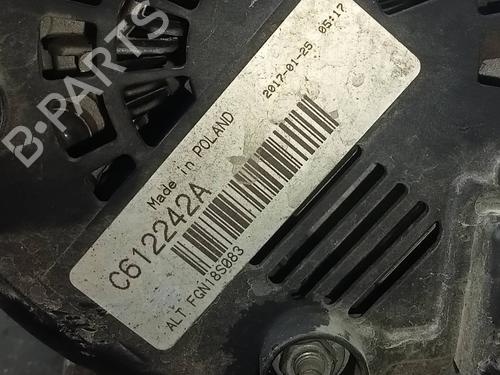 B-PARTS
2017-01-25 05:17
Made in POLAND
C612242A
ALT FGN18S083